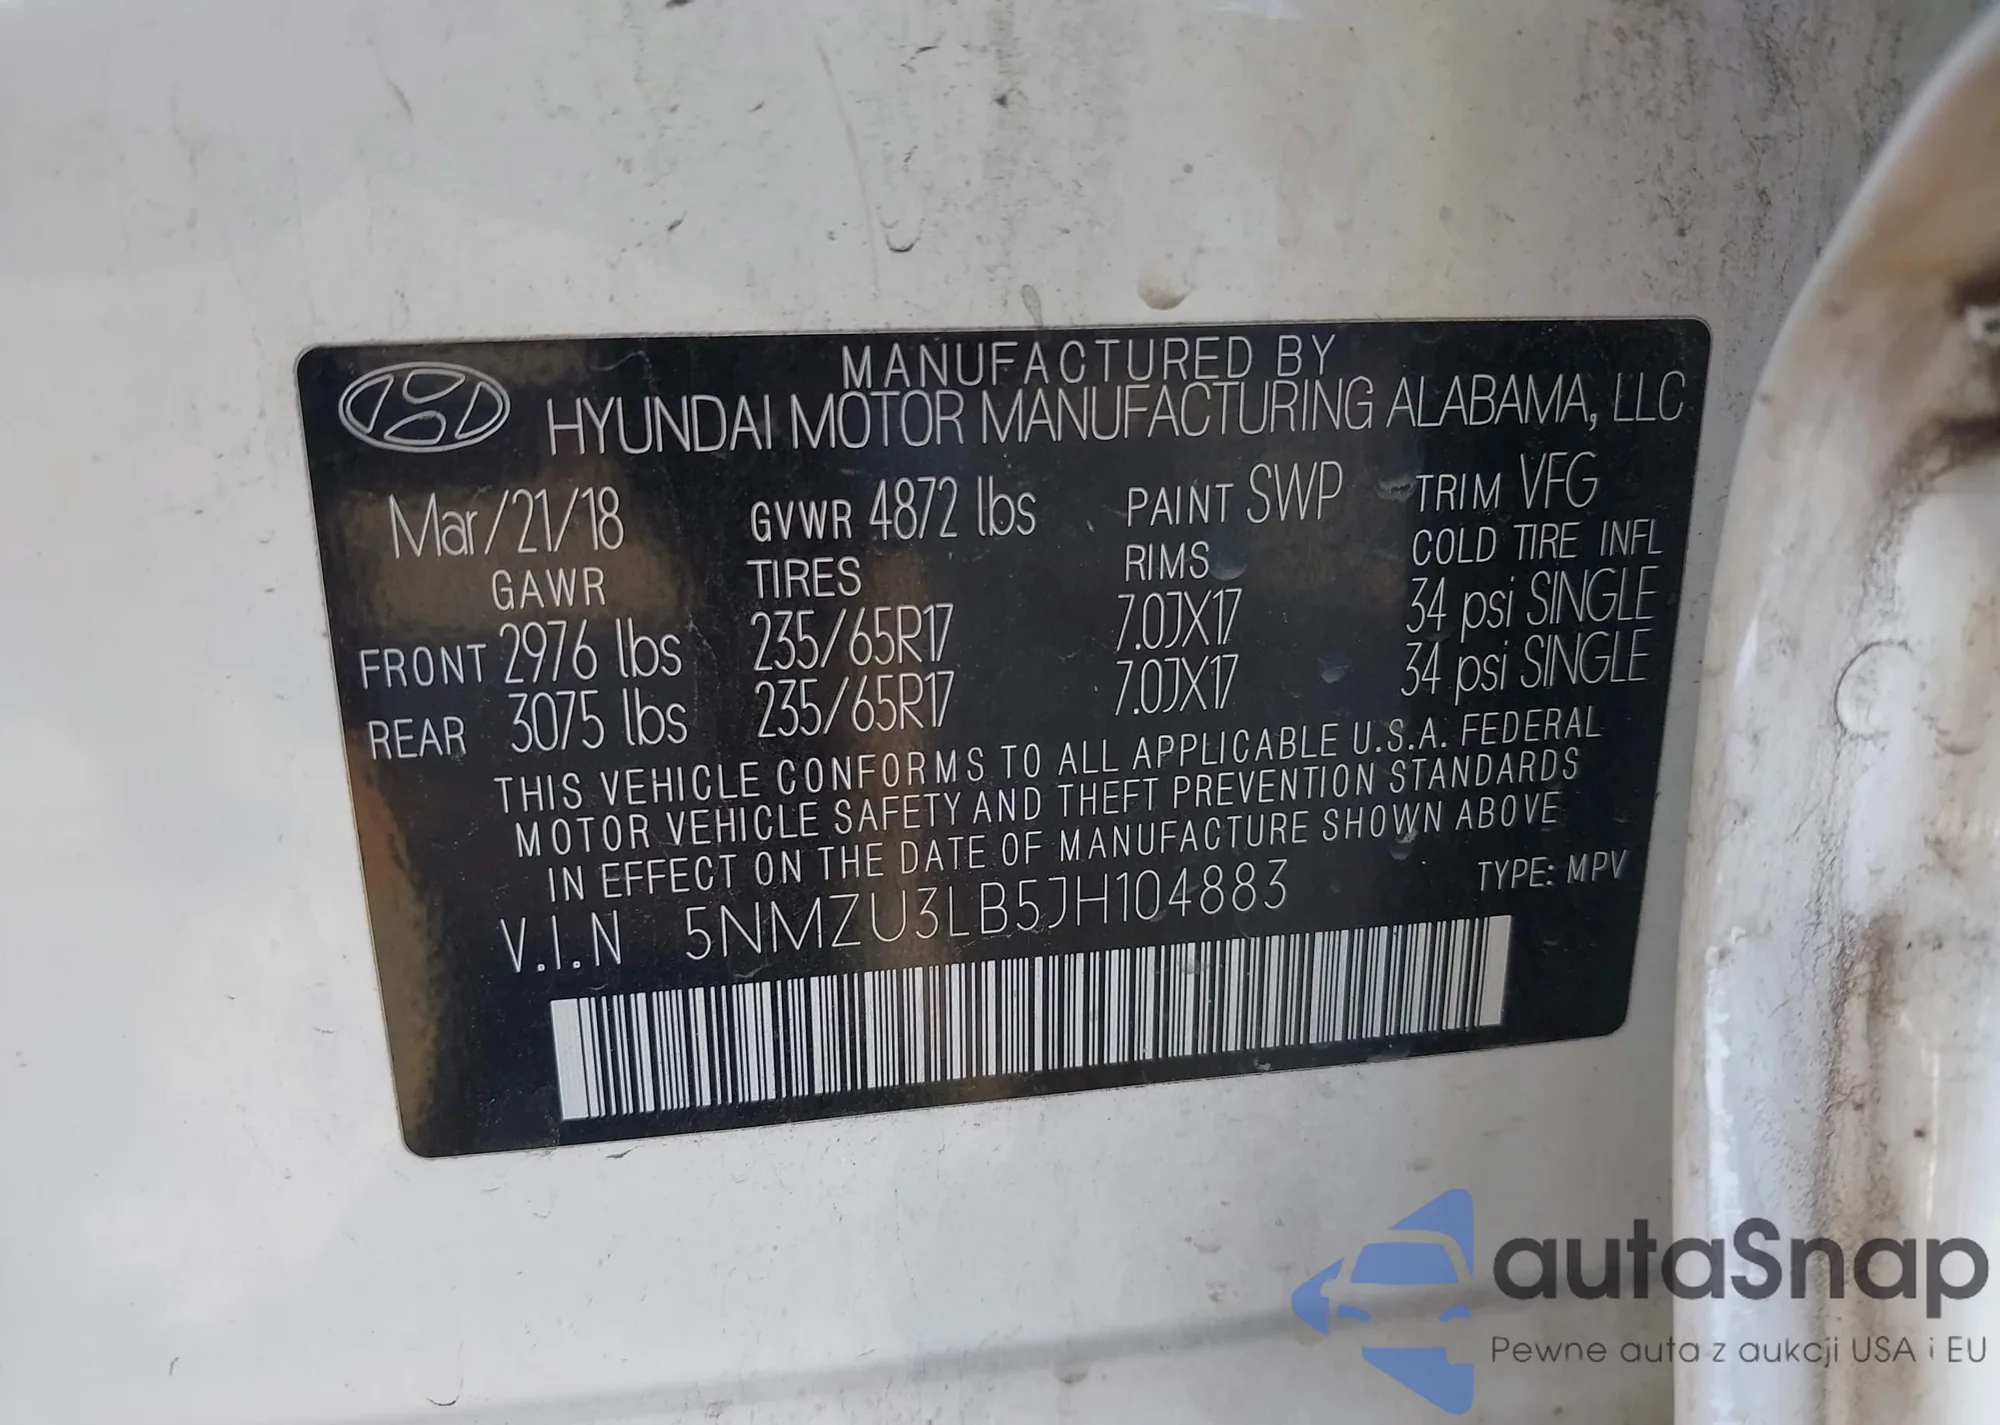 MANUFACTURED BY
HYUNDAI MOTOR MANUFACTURING ALABAMA, LLC
Mar/21/18 GVWR 4872 lbs PAINT SWP TRIM VFG
GAWR TIRES RIMS COLD TIRE INFL
FRONT 2976 lbs 235/65R17 7.0JX17 34 psi SINGLE
REAR 3075 lbs 235/65R17 7.0JX17 34 psi SINGLE
THIS VEHICLE CONFORMS TO ALL APPLICABLE U.S.A. FEDERAL
MOTOR VEHICLE SAFETY AND THEFT PREVENTION STANDARDS
IN EFFECT ON THE DATE OF MANUFACTURE SHOWN ABOVE
V.I.N 5NMZU3LB5JH104883 TYPE: MPV
autaSnap
Pewne auta z aukcji USA i EU